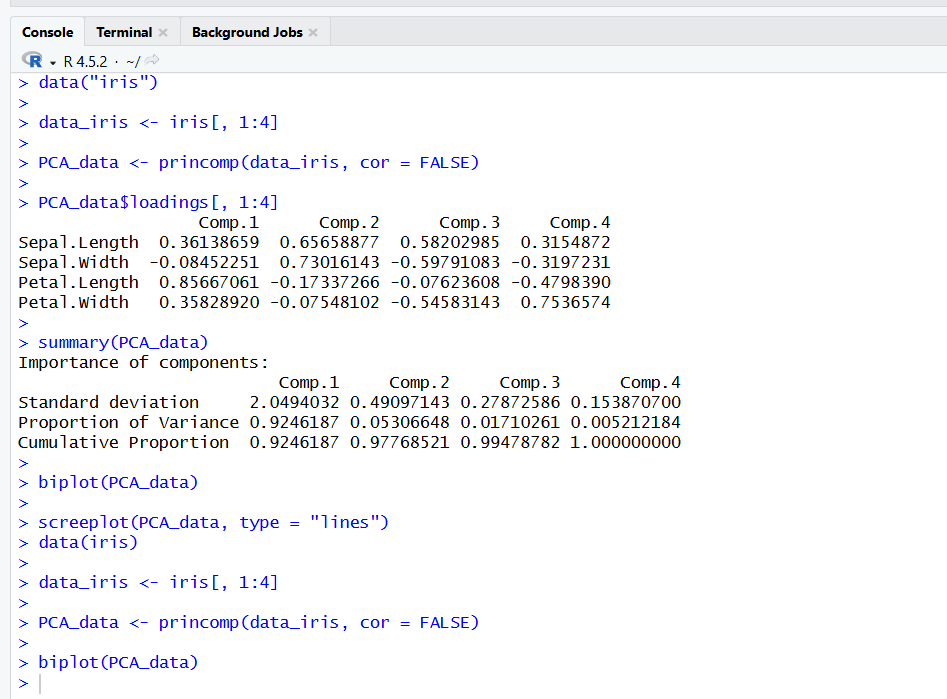 Console Terminal Background Jobs
R R 4.5.2 · ~/
> data("iris")
>
> data_iris <- iris[, 1:4]
>
> PCA_data <- princomp(data_iris, cor = FALSE)
>
> PCA_data$loadings[, 1:4]
                  Comp.1      Comp.2      Comp.3     Comp.4
Sepal.Length  0.36138659  0.65658877  0.58202985  0.3154872
Sepal.Width  -0.08452251  0.73016143 -0.59791083 -0.3197231
Petal.Length  0.85667061 -0.17337266 -0.07623608 -0.4798390
Petal.Width   0.35828920 -0.07548102 -0.54583143  0.7536574
>
> summary(PCA_data)
Importance of components:
                          Comp.1     Comp.2     Comp.3      Comp.4
Standard deviation     2.0494032 0.49097143 0.27872586 0.153870700
Proportion of Variance 0.9246187 0.05306648 0.01710261 0.005212184
Cumulative Proportion  0.9246187 0.97768521 0.99478782 1.000000000
>
> biplot(PCA_data)
>
> screeplot(PCA_data, type = "lines")
> data(iris)
>
> data_iris <- iris[, 1:4]
>
> PCA_data <- princomp(data_iris, cor = FALSE)
>
> biplot(PCA_data)
>